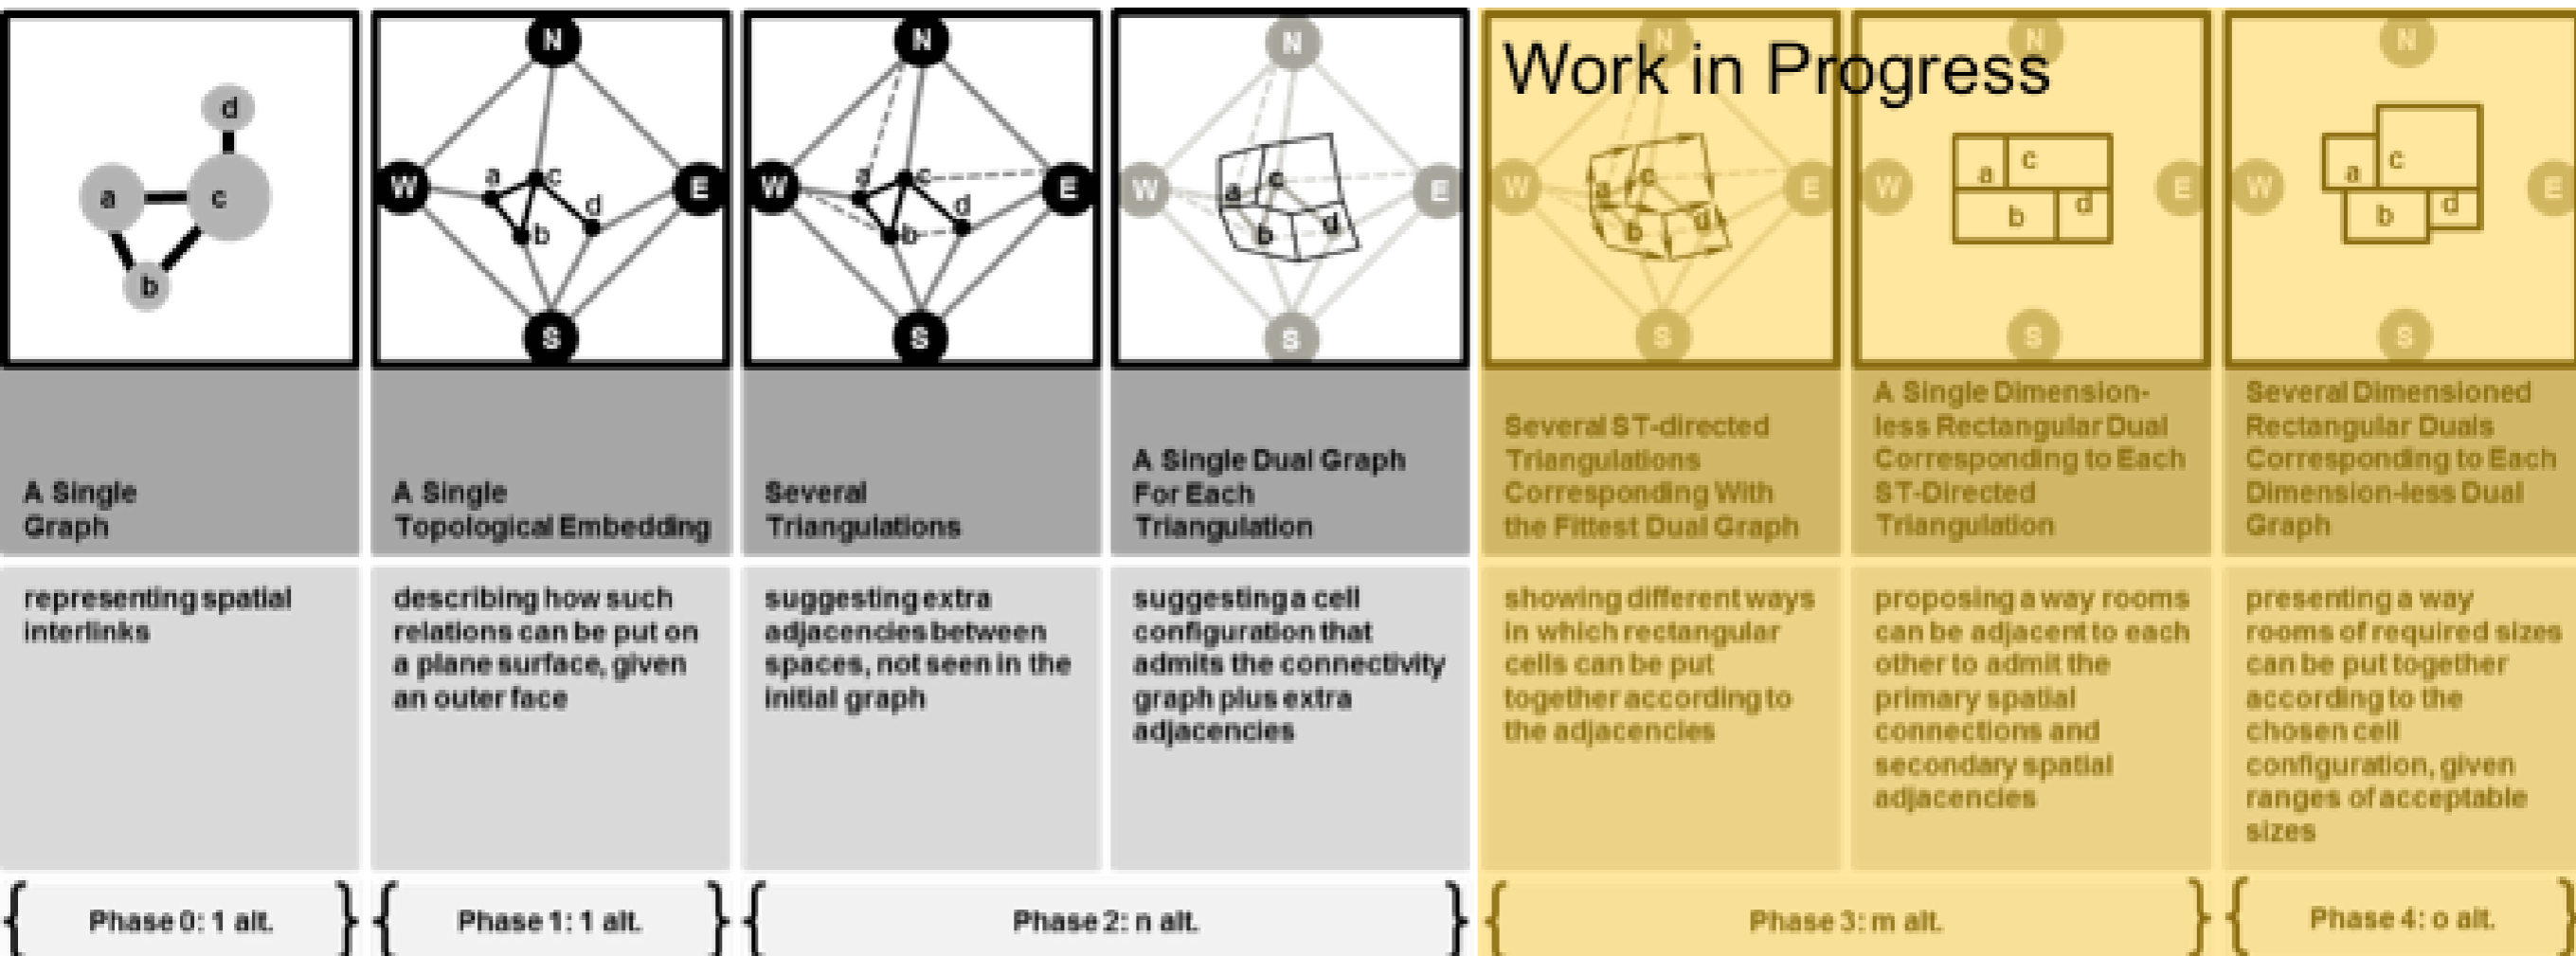 Work in Progress
d
a
c
b
N
W
E
S
a
c
d
b
N
W
E
S
a
c
d
b
N
W
E
S
a
c
b
d
N
W
E
S
a
c
b
d
N
W
E
S
a
c
b
d
N
W
E
S
a
c
b
d
A Single
Graph
A Single
Topological Embedding
Several
Triangulations
A Single Dual Graph
For Each
Triangulation
Several ST-directed
Triangulations
Corresponding With
the Fittest Dual Graph
A Single Dimension-
less Rectangular Dual
Corresponding to Each
ST-Directed
Triangulation
Several Dimensioned
Rectangular Duals
Corresponding to Each
Dimension-less Dual
Graph
representing spatial
interlinks
describing how such
relations can be put on
a plane surface, given
an outer face
suggesting extra
adjacencies between
spaces, not seen in the
initial graph
suggesting a cell
configuration that
admits the connectivity
graph plus extra
adjacencies
showing different ways
in which rectangular
cells can be put
together according to
the adjacencies
proposing a way rooms
can be adjacent to each
other to admit the
primary spatial
connections and
secondary spatial
adjacencies
presenting a way
rooms of required sizes
can be put together
according to the
chosen cell
configuration, given
ranges of acceptable
sizes
Phase 0: 1 alt.
Phase 1: 1 alt.
Phase 2: n alt.
Phase 3: m alt.
Phase 4: o alt.